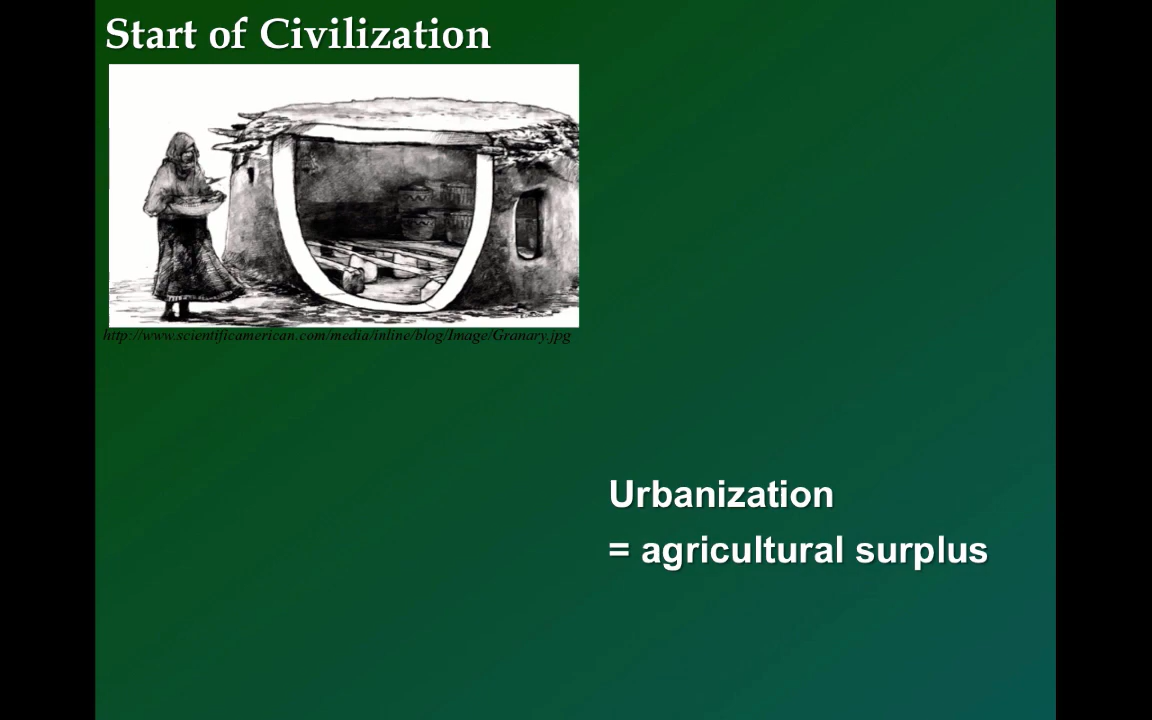 Start of Civilization
http://www.scientificamerican.com/media/inline/blog/Image/Granary.jpg
Urbanization
= agricultural surplus